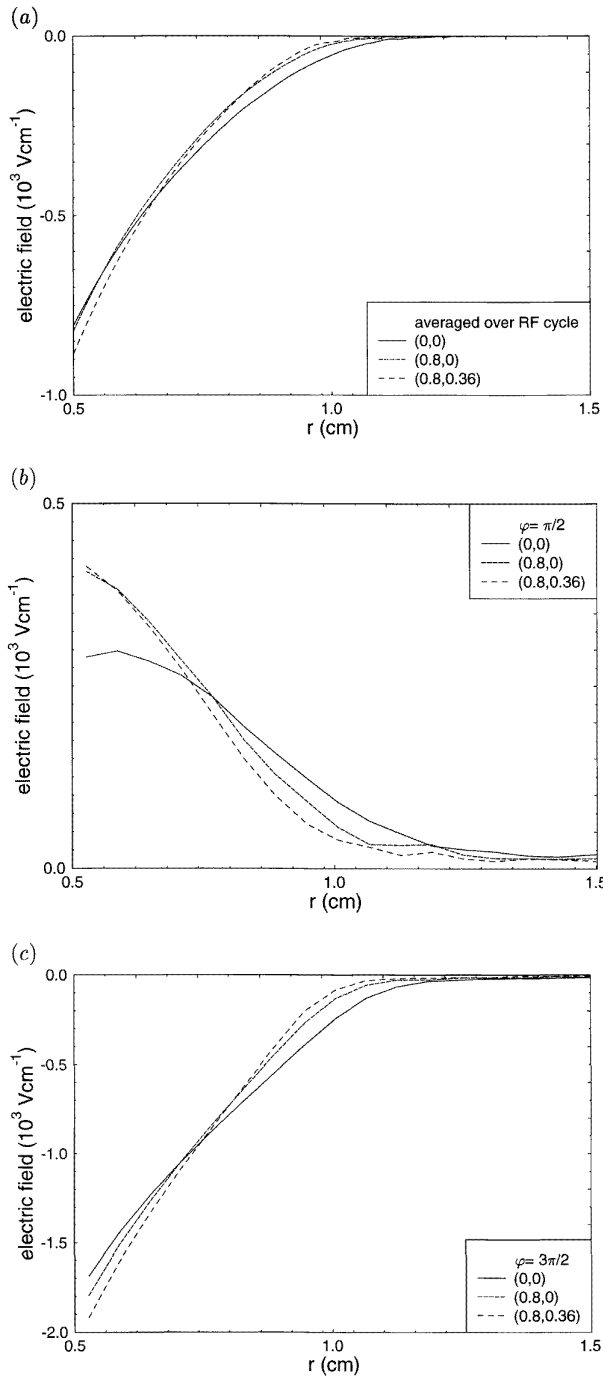 (a)
0.0
-0.5
-1.0
electric field (10³ Vcm⁻¹)
averaged over RF cycle
(0,0)
(0.8,0)
(0.8,0.36)
0.5
1.0
1.5
r (cm)
(b)
0.5
0.0
electric field (10³ Vcm⁻¹)
φ= π/2
(0,0)
(0.8,0)
(0.8,0.36)
0.5
1.0
1.5
r (cm)
(c)
0.0
-0.5
-1.0
-1.5
-2.0
electric field (10³ Vcm⁻¹)
φ= 3π/2
(0,0)
(0.8,0)
(0.8,0.36)
0.5
1.0
1.5
r (cm)